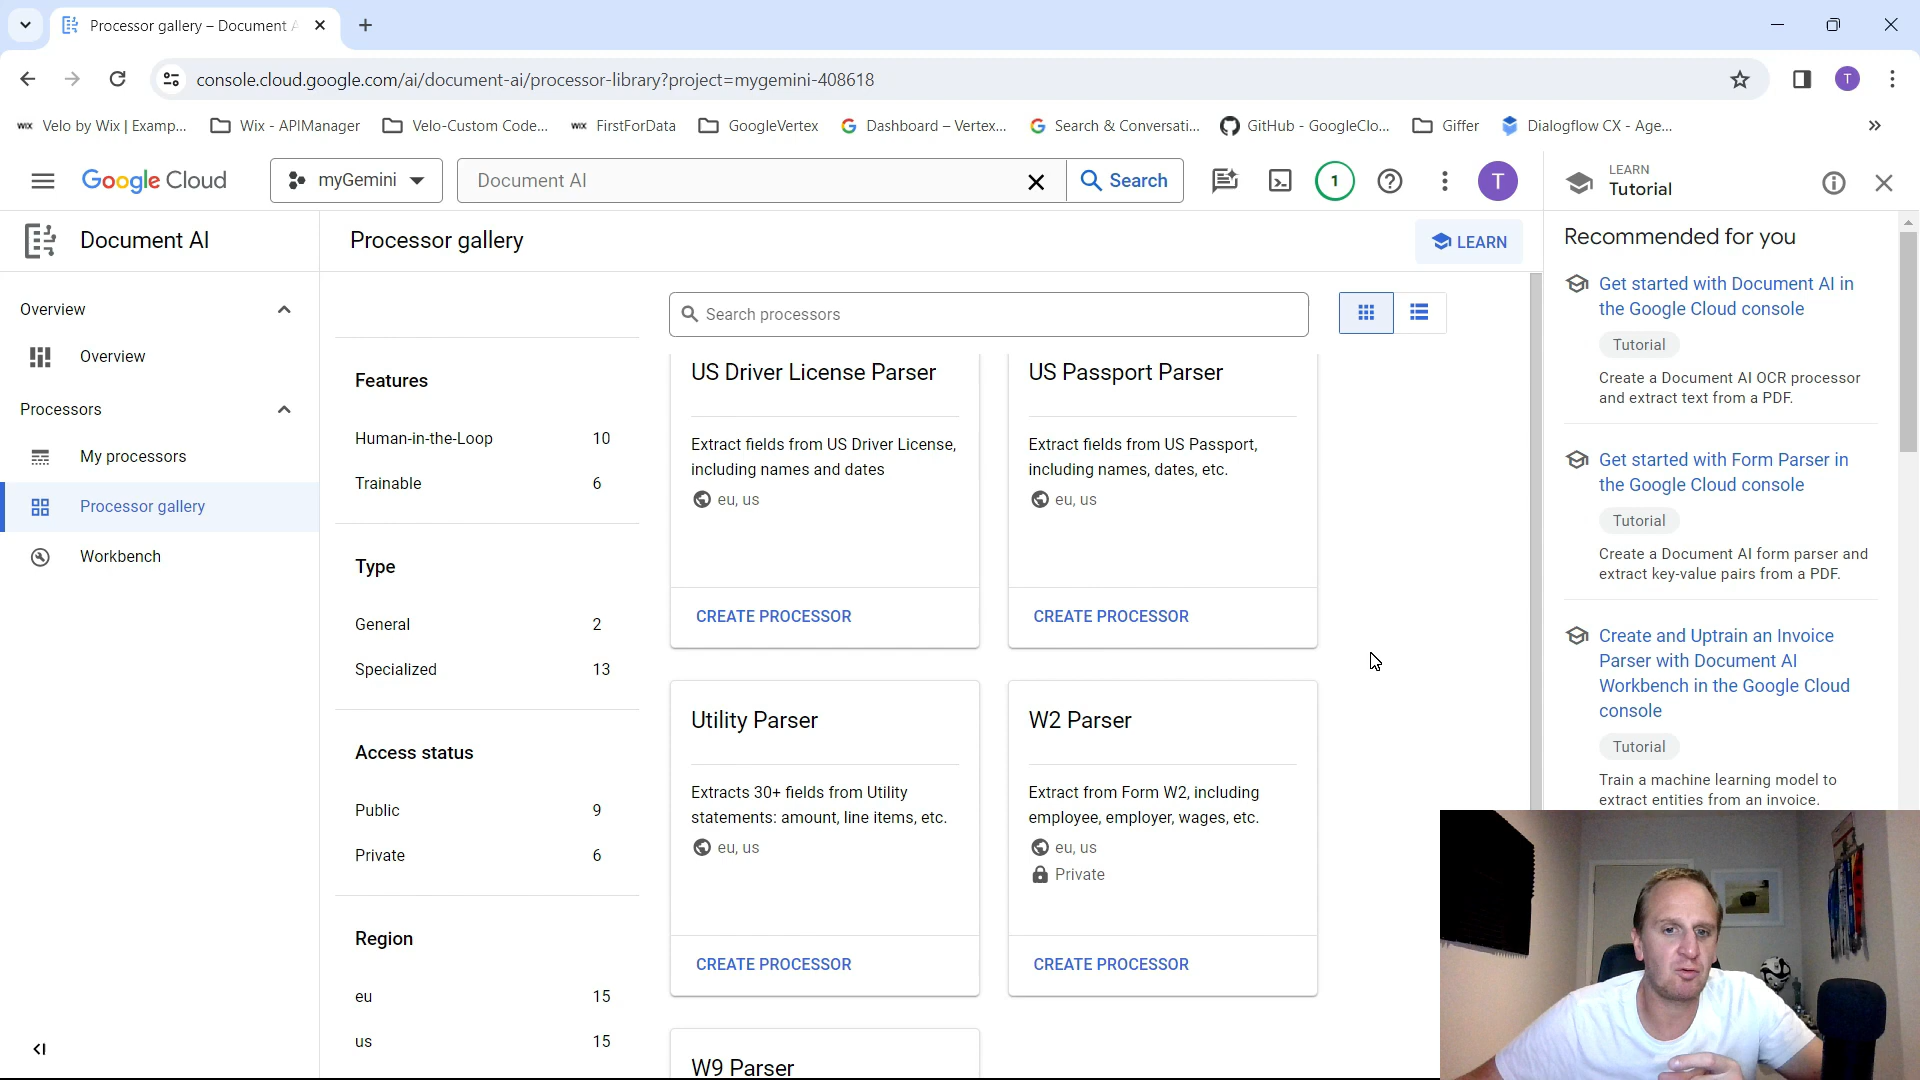 Processor gallery – Document A
console.cloud.google.com/ai/document-ai/processor-library?project=mygemini-408618
WIX Velo by Wix | Examp...
Wix - APIManager
Velo-Custom Code...
WIX FirstForData
GoogleVertex
Dashboard – Vertex...
Search & Conversati...
GitHub - GoogleClo...
Giffer
Dialogflow CX - Age...
T
Google Cloud
myGemini
Document AI
Search
1
T
LEARN
Tutorial
Document AI
Overview
Overview
Processors
My processors
Processor gallery
Workbench
Processor gallery
LEARN
Search processors
Features
Human-in-the-Loop 10
Trainable 6
Type
General 2
Specialized 13
Access status
Public 9
Private 6
Region
eu 15
us 15
US Driver License Parser
Extract fields from US Driver License,
including names and dates
eu, us
CREATE PROCESSOR
US Passport Parser
Extract fields from US Passport,
including names, dates, etc.
eu, us
CREATE PROCESSOR
Utility Parser
Extracts 30+ fields from Utility
statements: amount, line items, etc.
eu, us
CREATE PROCESSOR
W2 Parser
Extract from Form W2, including
employee, employer, wages, etc.
eu, us
Private
CREATE PROCESSOR
W9 Parser
Recommended for you
Get started with Document AI in
the Google Cloud console
Tutorial
Create a Document AI OCR processor
and extract text from a PDF.
Get started with Form Parser in
the Google Cloud console
Tutorial
Create a Document AI form parser and
extract key-value pairs from a PDF.
Create and Uptrain an Invoice
Parser with Document AI
Workbench in the Google Cloud
console
Tutorial
Train a machine learning model to
extract entities from an invoice.